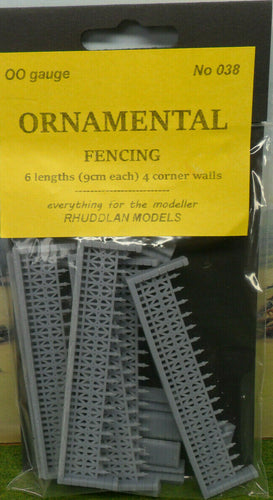 OO gauge No 038
ORNAMENTAL
FENCING
6 lengths (9cm each) 4 corner walls
everything for the modeller
RHUDDLAN MODELS